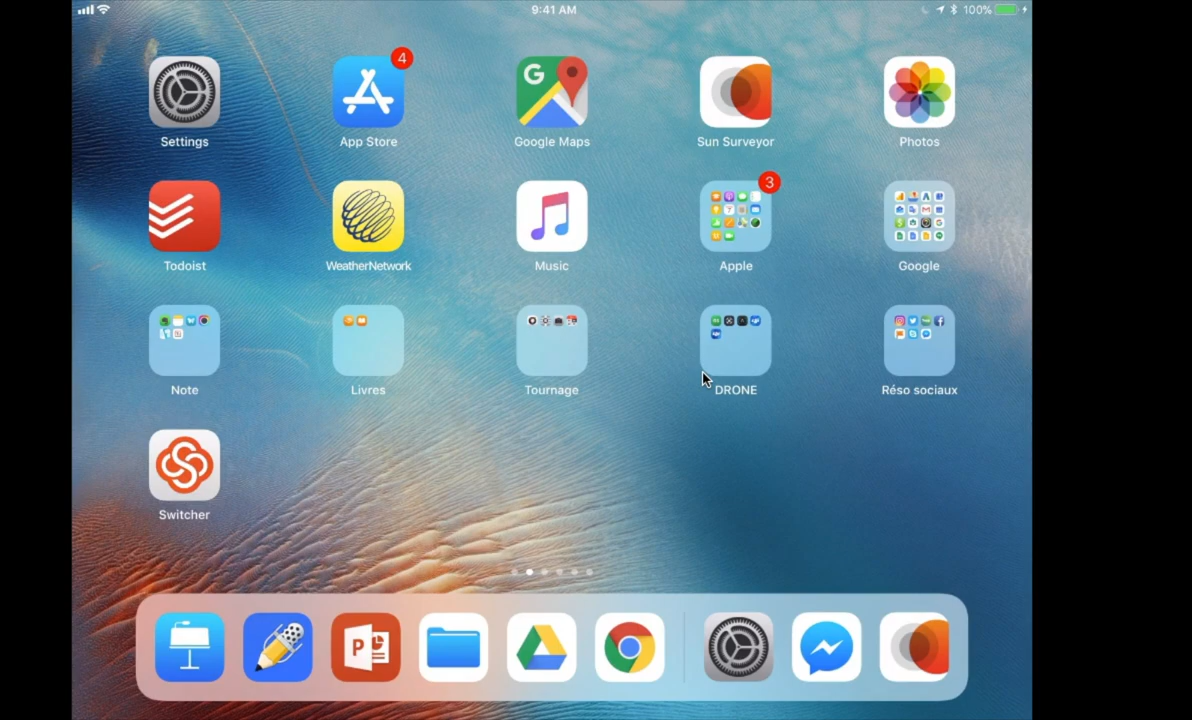 9:41 AM
100%
4
Settings
App Store
Google Maps
Sun Surveyor
Photos
3
Todoist
WeatherNetwork
Music
Apple
Google
Note
Livres
Tournage
DRONE
Réso sociaux
Switcher